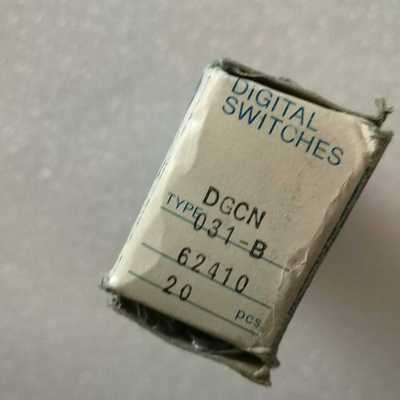 DIGITAL
SWITCHES
DGCN
TYPE 031-B
62410
20 pcs.